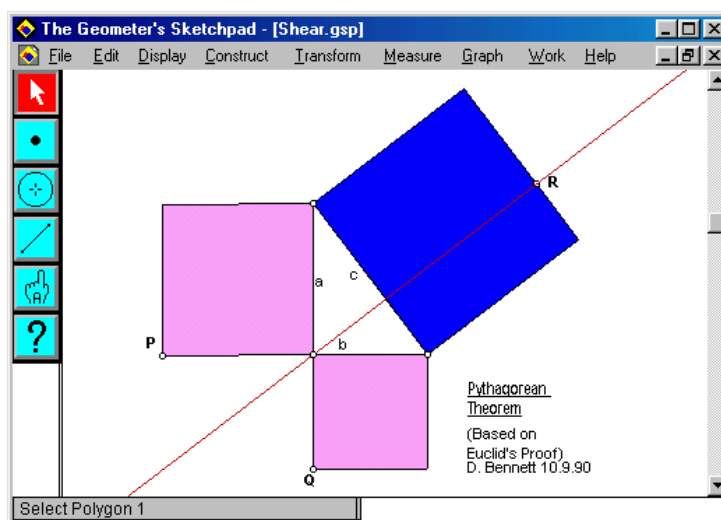 The Geometer's Sketchpad - [Shear.gsp]
File Edit Display Construct Transform Measure Graph Work Help
A
?
R
a
c
P
b
Pythagorean
Theorem
(Based on
Euclid's Proof)
D. Bennett 10.9.90
Q
Select Polygon 1